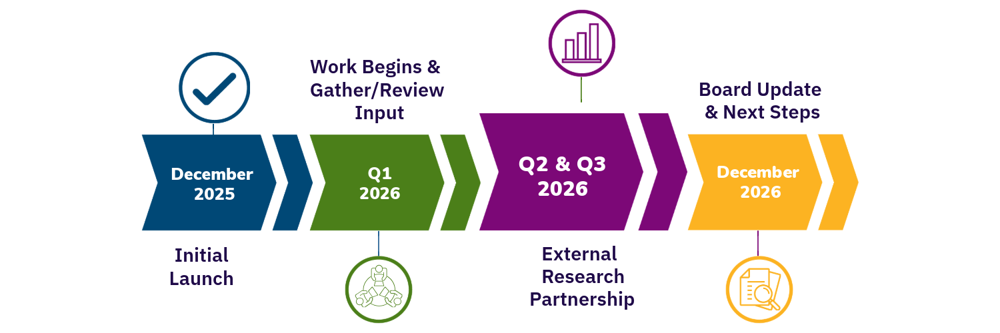 December
2025
Initial
Launch
Work Begins &
Gather/Review
Input
Q1
2026
Q2 & Q3
2026
External
Research
Partnership
Board Update
& Next Steps
December
2026